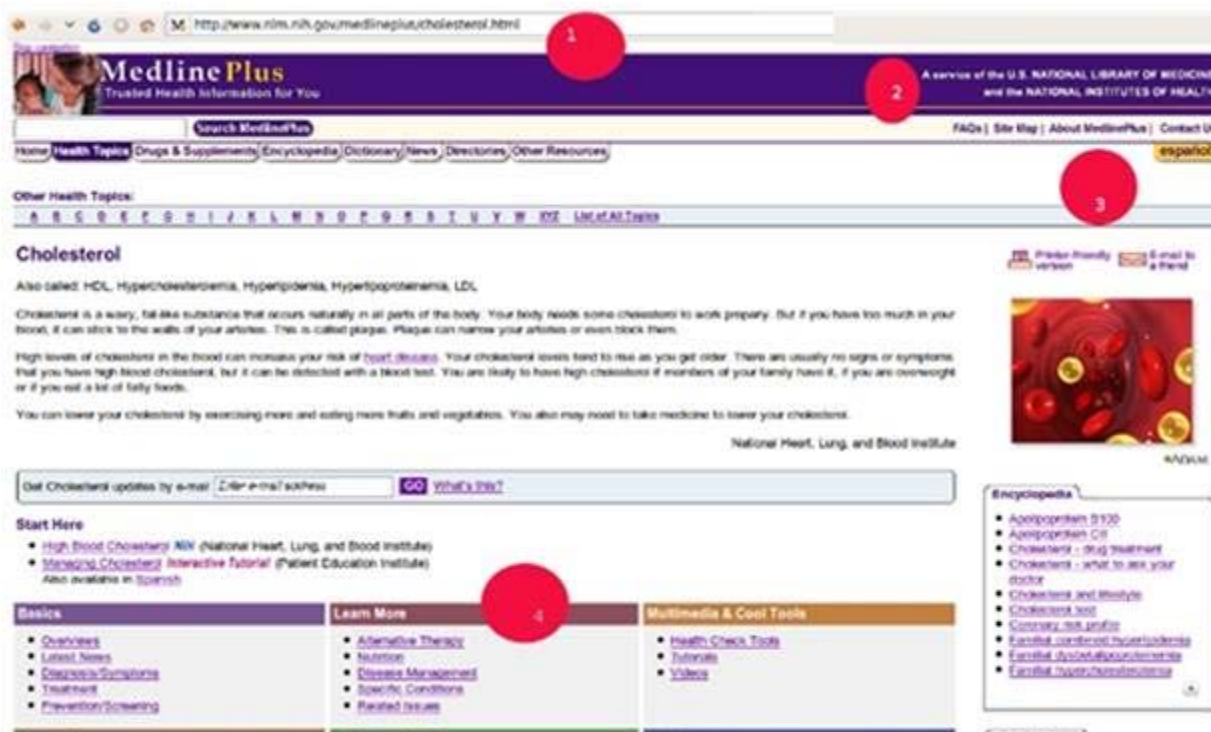 http://www.nlm.nih.gov/medlineplus/cholesterol.html
1
Skip navigation
MedlinePlus
Trusted Health Information for You
A service of the U.S. NATIONAL LIBRARY OF MEDICINE
and the NATIONAL INSTITUTES OF HEALTH
2
Search MedlinePlus
FAQs | Site Map | About MedlinePlus | Contact U
Home Health Topics Drugs & Supplements Encyclopedia Dictionary News Directories Other Resources
español
3
Other Health Topics:
A B C D E F G H I J K L M N O P Q R S T U V W XYZ List of All Topics
Cholesterol
Printer-friendly version
E-mail to a friend
Also called: HDL, Hypercholesterolemia, Hyperlipidemia, Hyperlipoproteinemia, LDL
Cholesterol is a waxy, fat-like substance that occurs naturally in all parts of the body. Your body needs some cholesterol to work properly. But if you have too much in your
blood, it can stick to the walls of your arteries. This is called plaque. Plaque can narrow your arteries or even block them.
High levels of cholesterol in the blood can increase your risk of heart disease. Your cholesterol levels tend to rise as you get older. There are usually no signs or symptoms
that you have high blood cholesterol, but it can be detected with a blood test. You are likely to have high cholesterol if members of your family have it, if you are overweight
or if you eat a lot of fatty foods.
You can lower your cholesterol by exercising more and eating more fruits and vegetables. You also may need to take medicine to lower your cholesterol.
National Heart, Lung, and Blood Institute
Get Cholesterol updates by e-mail Enter e-mail address GO What's this?
Start Here
High Blood Cholesterol NIH (National Heart, Lung, and Blood Institute)
Managing Cholesterol Interactive Tutorial (Patient Education Institute)
Also available in Spanish
4
Basics
Overviews
Latest News
Diagnosis/Symptoms
Treatment
Prevention/Screening
Learn More
Alternative Therapy
Nutrition
Disease Management
Specific Conditions
Related Issues
Multimedia & Cool Tools
Health Check Tools
Tutorials
Videos
Encyclopedia
Apolipoprotein B100
Apolipoprotein CII
Cholesterol - drug treatment
Cholesterol - what to ask your
doctor
Cholesterol and lifestyle
Cholesterol test
Coronary risk profile
Familial combined hyperlipidemia
Familial dysbetalipoproteinemia
Familial hypercholesterolemia